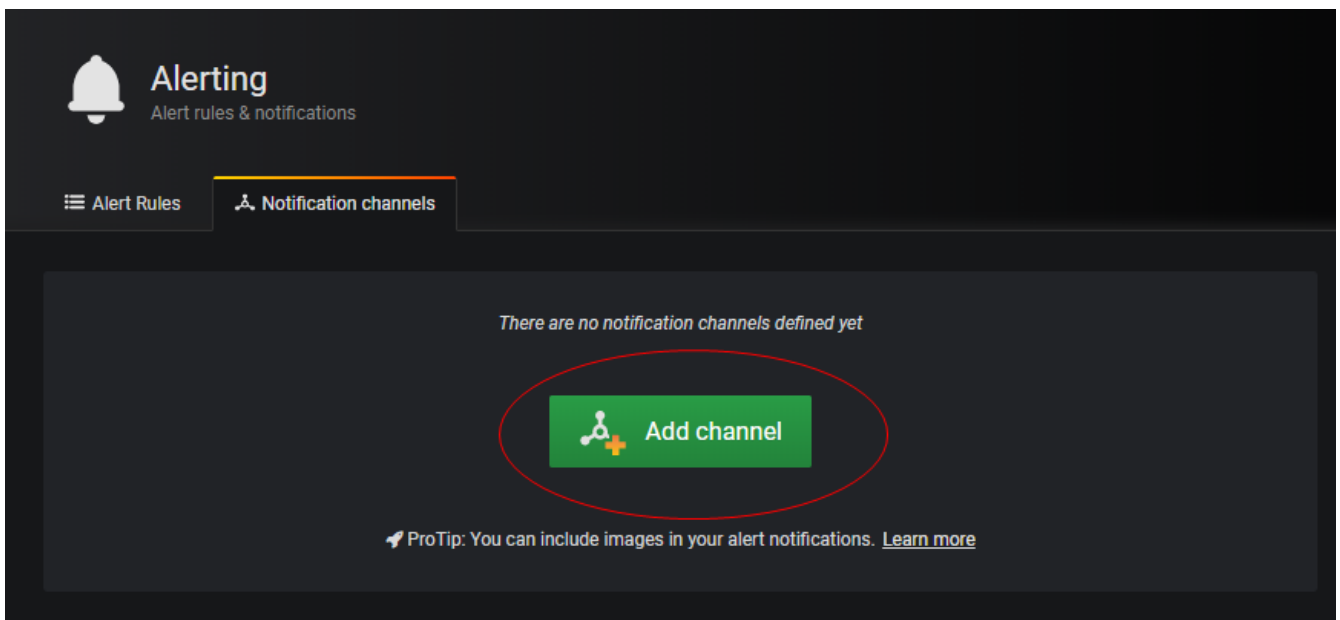 Alerting
Alert rules & notifications
Alert Rules
Notification channels
There are no notification channels defined yet
Add channel
ProTip: You can include images in your alert notifications. Learn more